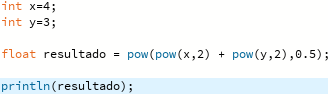 int x=4;
int y=3;
float resultado = pow(pow(x,2) + pow(y,2),0.5);
println(resultado);